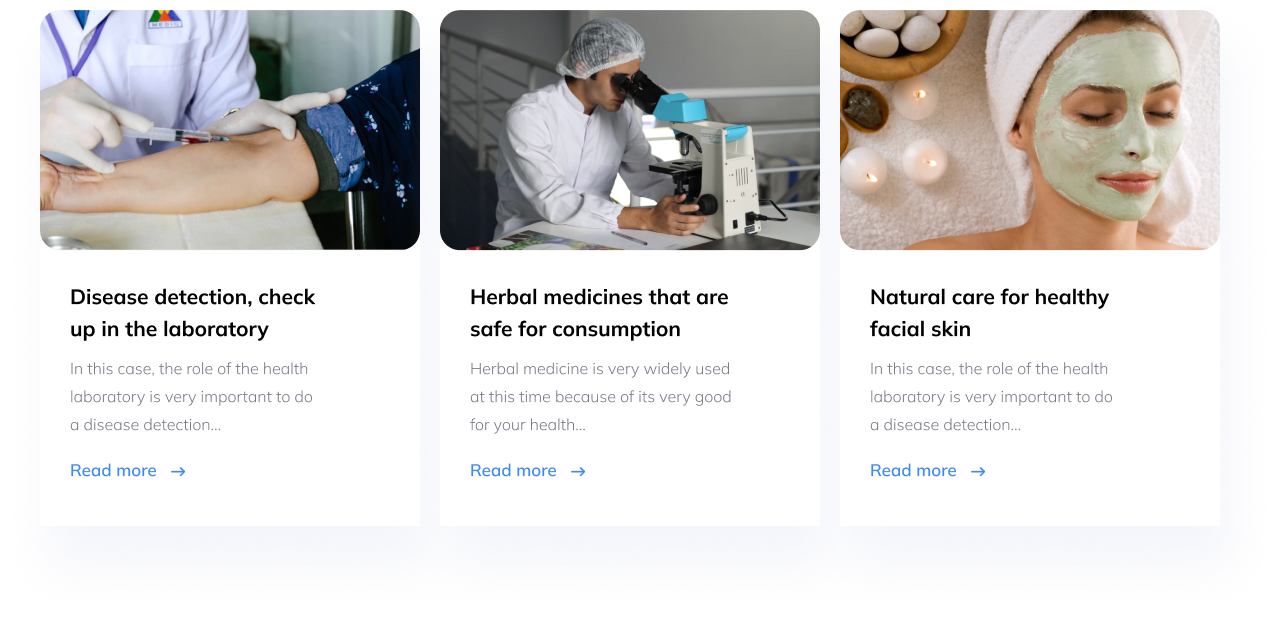 Disease detection, check
up in the laboratory
In this case, the role of the health
laboratory is very important to do
a disease detection...
Read more →
Herbal medicines that are
safe for consumption
Herbal medicine is very widely used
at this time because of its very good
for your health...
Read more →
Natural care for healthy
facial skin
In this case, the role of the health
laboratory is very important to do
a disease detection...
Read more →